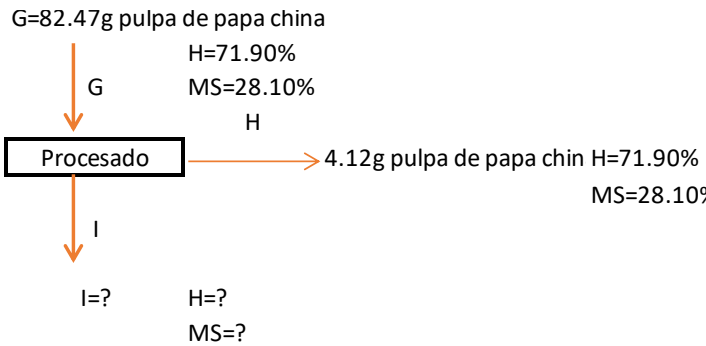 G=82.47g pulpa de papa china
H=71.90%
MS=28.10%
G
H
Procesado
4.12g pulpa de papa chin H=71.90%
MS=28.10%
I
I=? H=?
MS=?